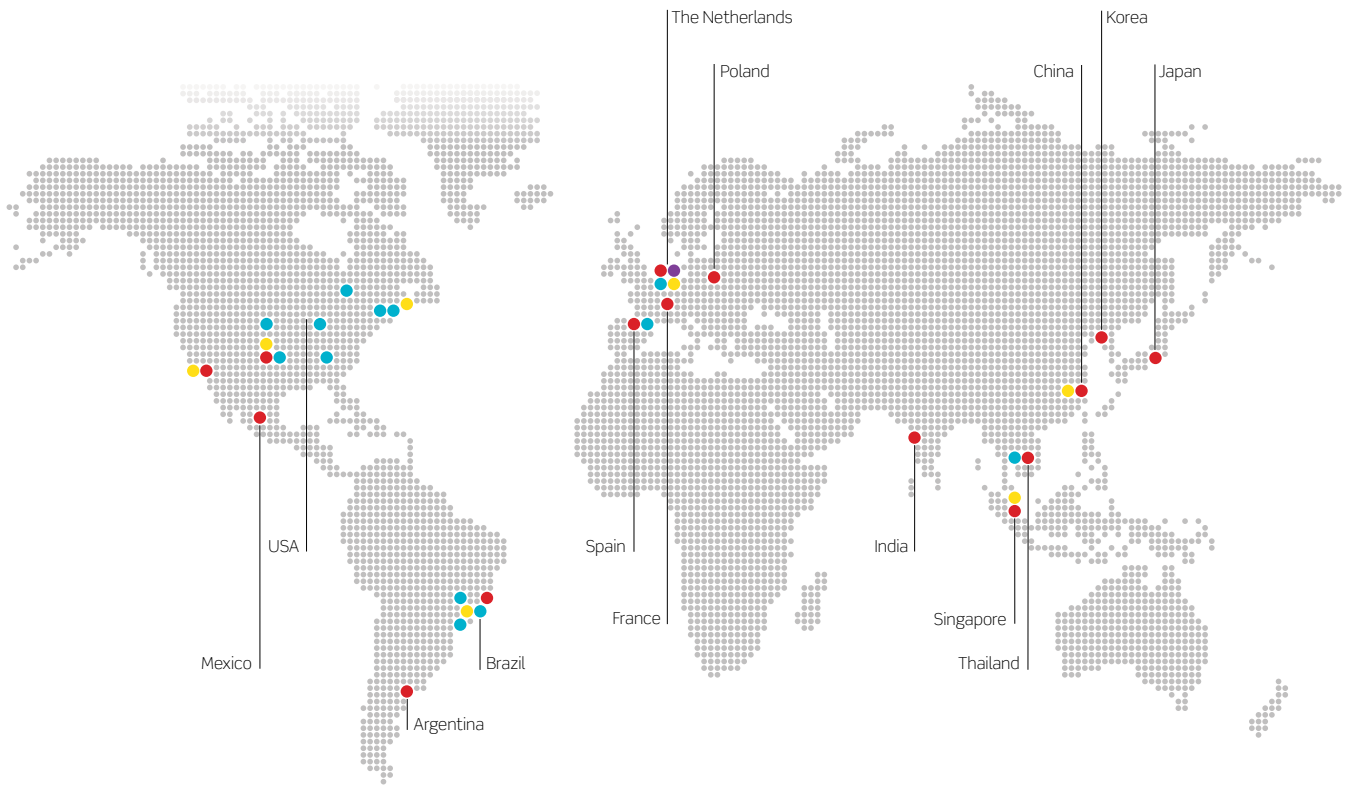 The Netherlands
Korea
Poland
China
Japan
USA
Spain
India
France
Singapore
Mexico
Brazil
Thailand
Argentina